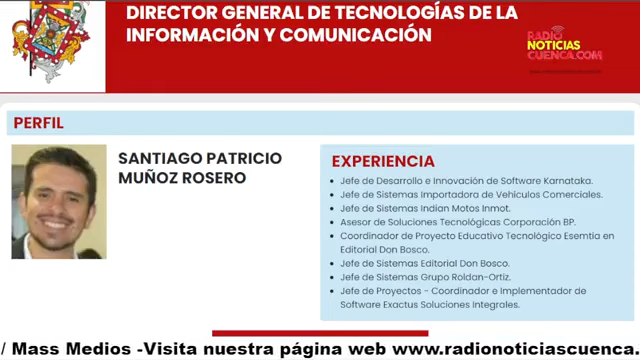 DIRECTOR GENERAL DE TECNOLOGÍAS DE LA
INFORMACIÓN Y COMUNICACIÓN
RADIO
NOTICIAS
CUENCA.COM
PERFIL
SANTIAGO PATRICIO
MUÑOZ ROSERO
EXPERIENCIA
• Jefe de Desarrollo e Innovación de Software Karnataka.
• Jefe de Sistemas Importadora de Vehículos Comerciales.
• Jefe de Sistemas Indian Motos Inmot.
• Asesor de Soluciones Tecnológicas Corporación BP.
• Coordinador de Proyecto Educativo Tecnológico Esemtia en
Editorial Don Bosco.
• Jefe de Sistemas Editorial Don Bosco.
• Jefe de Sistemas Grupo Roldan-Ortiz.
• Jefe de Proyectos - Coordinador e Implementador de
Software Exactus Soluciones Integrales.
/ Mass Medios -Visita nuestra página web www.radionoticiascuenca.